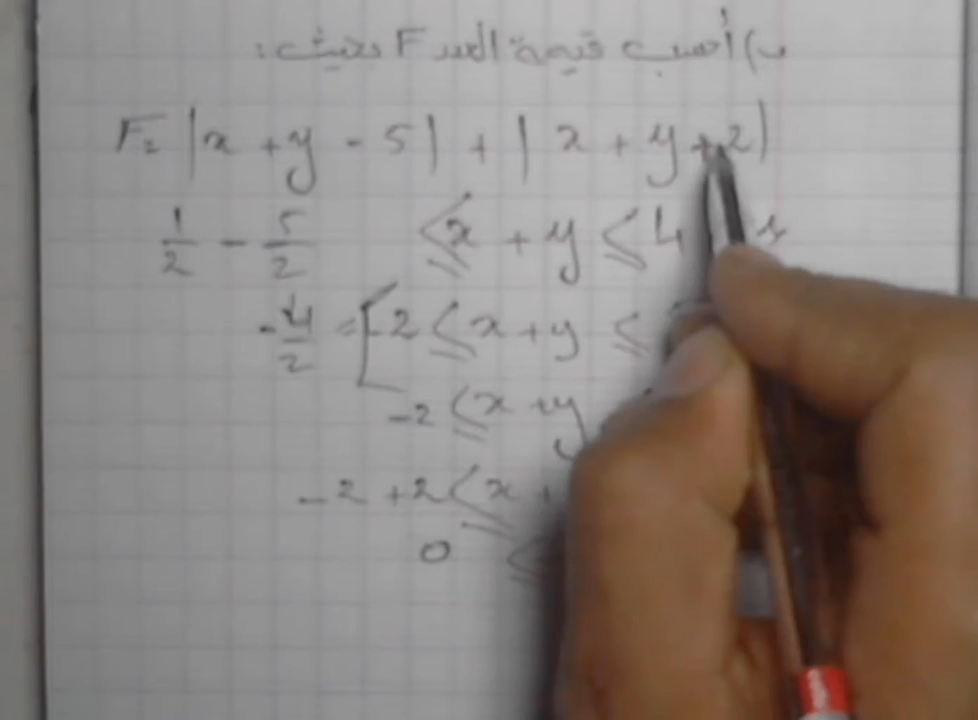 ب) أحسب قيمة العدد F بحيث:
F = |x + y - 5| + | x + y + 2|
1/2 - 5/2 ≤ x + y ≤ 4
-4/2 = [-2 ≤ x + y ≤
-2 ≤ x + y
-2 + 2 ≤ x +
0 ≤